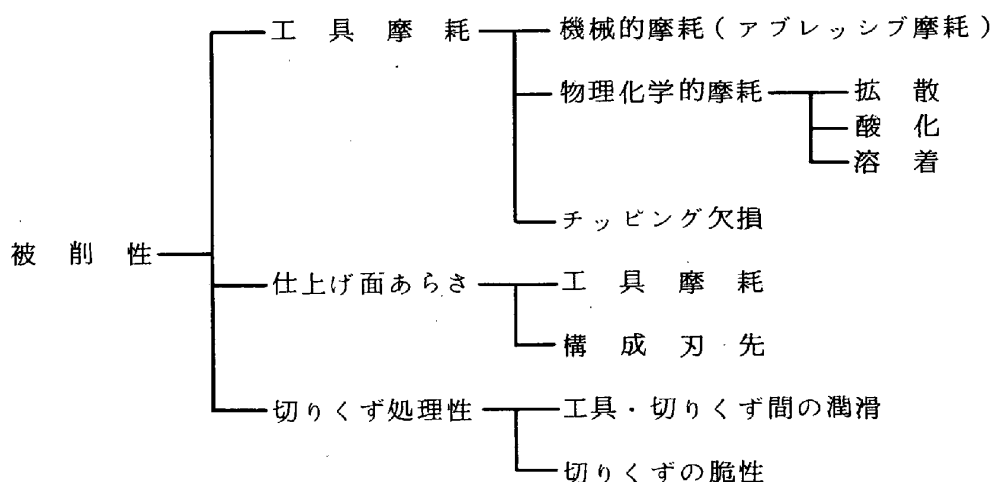 工具摩耗
機械的摩耗(アブレッシブ摩耗)
物理化学的摩耗
拡散
酸化
溶着
チッピング欠損
被削性
仕上げ面あらさ
工具摩耗
構成刃先
切りくず処理性
工具・切りくず間の潤滑
切りくずの脆性